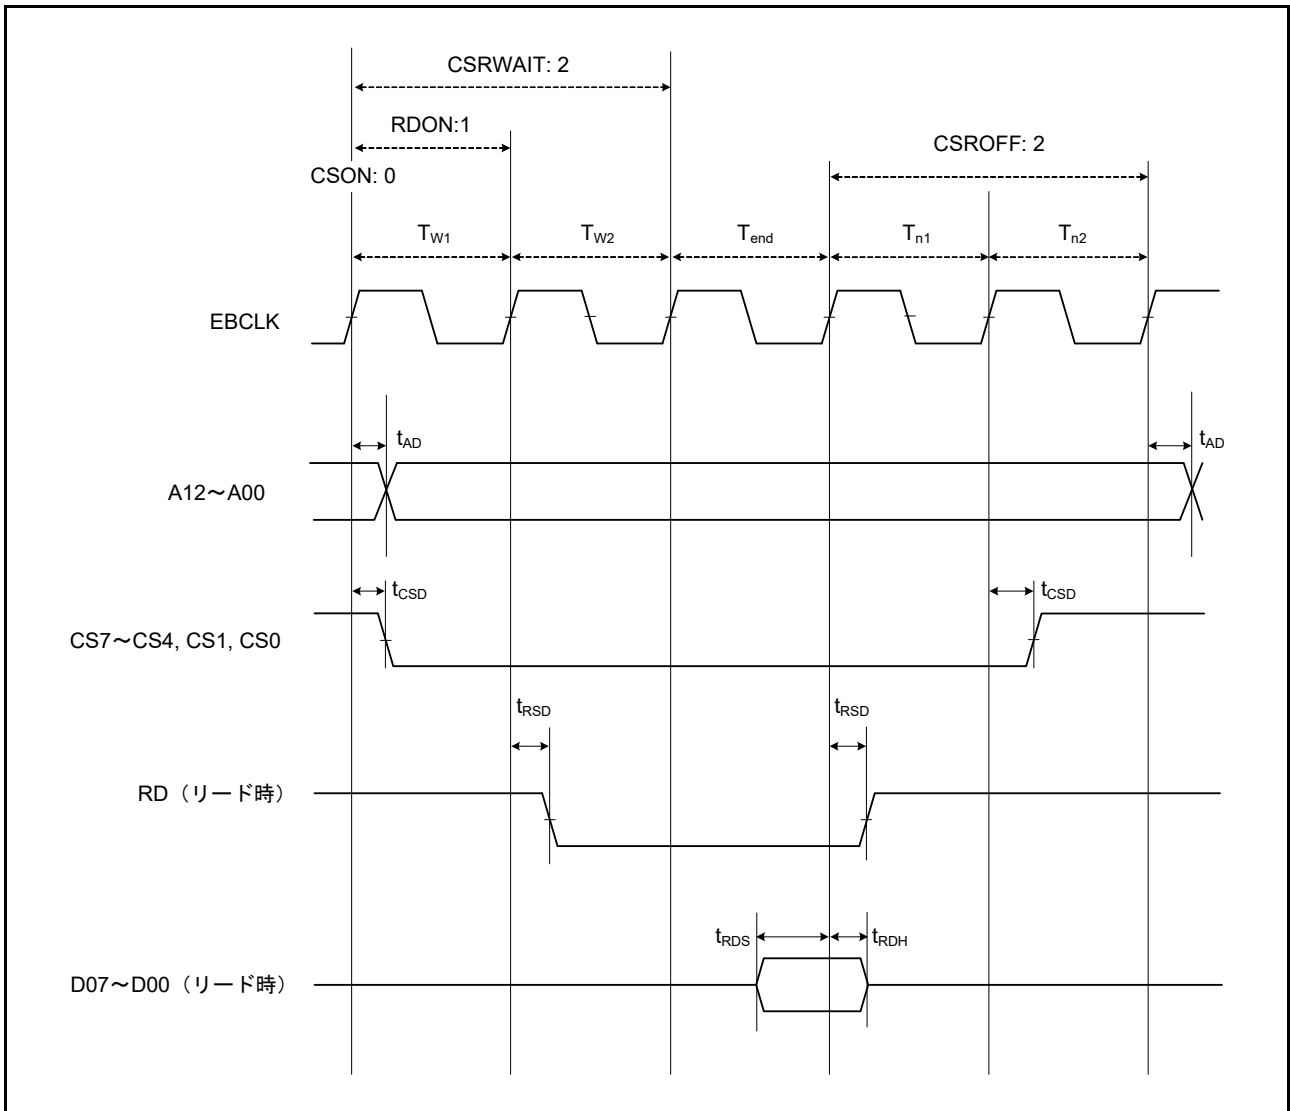 CSRWAIT: 2
RDON:1
CSROFF: 2
CSON: 0
TW1 TW2 Tend Tn1 Tn2
EBCLK
tAD tAD
A12～A00
tCSD tCSD
CS7～CS4, CS1, CS0
tRSD tRSD
RD（リード時）
tRDS tRDH
D07～D00（リード時）